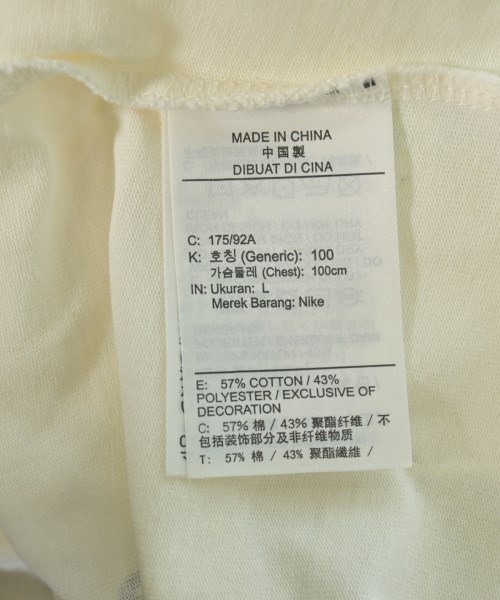 MADE IN CHINA
中国製
DIBUAT DI CINA
C: 175/92A
K: 호칭 (Generic): 100
가슴둘레 (Chest): 100cm
IN: Ukuran: L
Merek Barang: Nike
E: 57% COTTON / 43%
POLYESTER / EXCLUSIVE OF
DECORATION
C: 57% 棉 / 43% 聚酯纤维 / 不
包括装饰部分及非纤维物质
T: 57% 棉 / 43% 聚酯纖維 /